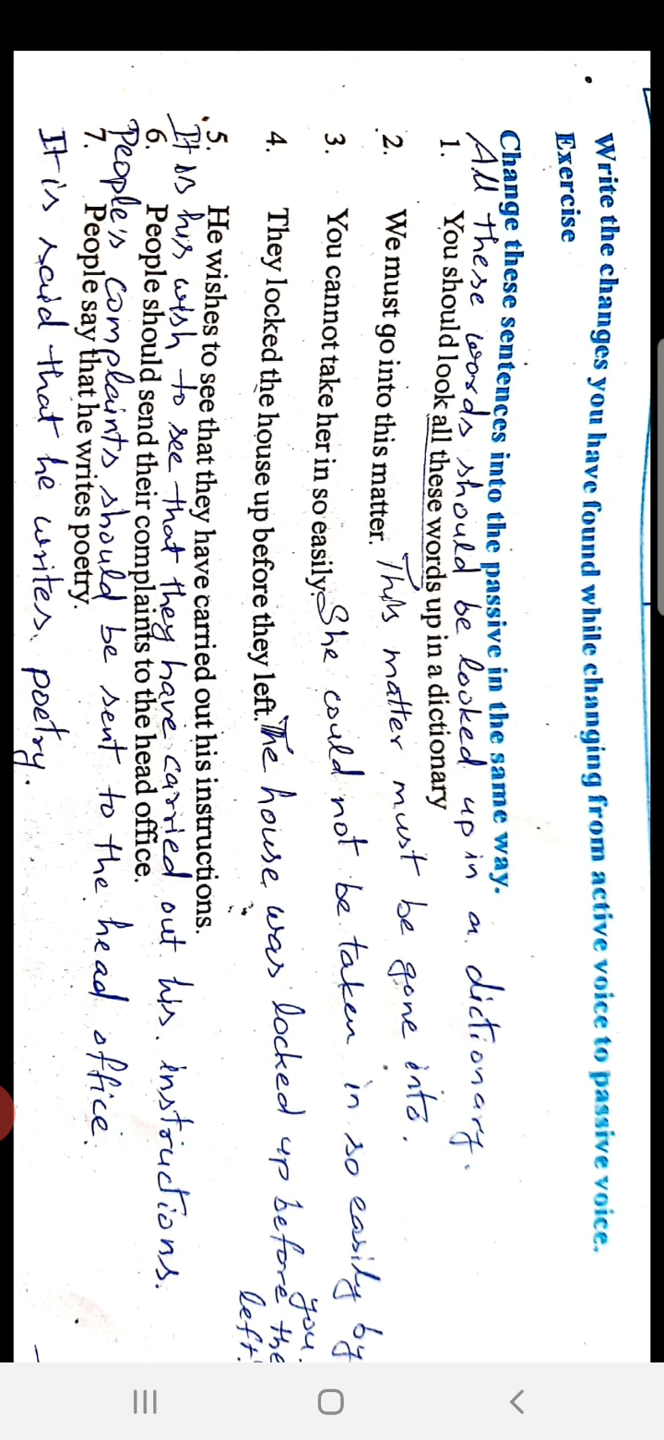 Write the changes you have found while changing from active voice to passive voice.
Exercise
Change these sentences into the passive in the same way.
All these words should be looked up in a dictionary.
1. You should look all these words up in a dictionary
2. We must go into this matter. This matter must be gone into.
3. You cannot take her in so easily. She could not be taken in so easily by you.
4. They locked the house up before they left. The house was locked up before the left.
5. He wishes to see that they have carried out his instructions.
It is his wish to see that they have carried out his instructions.
6. People should send their complaints to the head office.
People's complaints should be sent to the head office.
7. People say that he writes poetry.
It is said that he writes poetry.